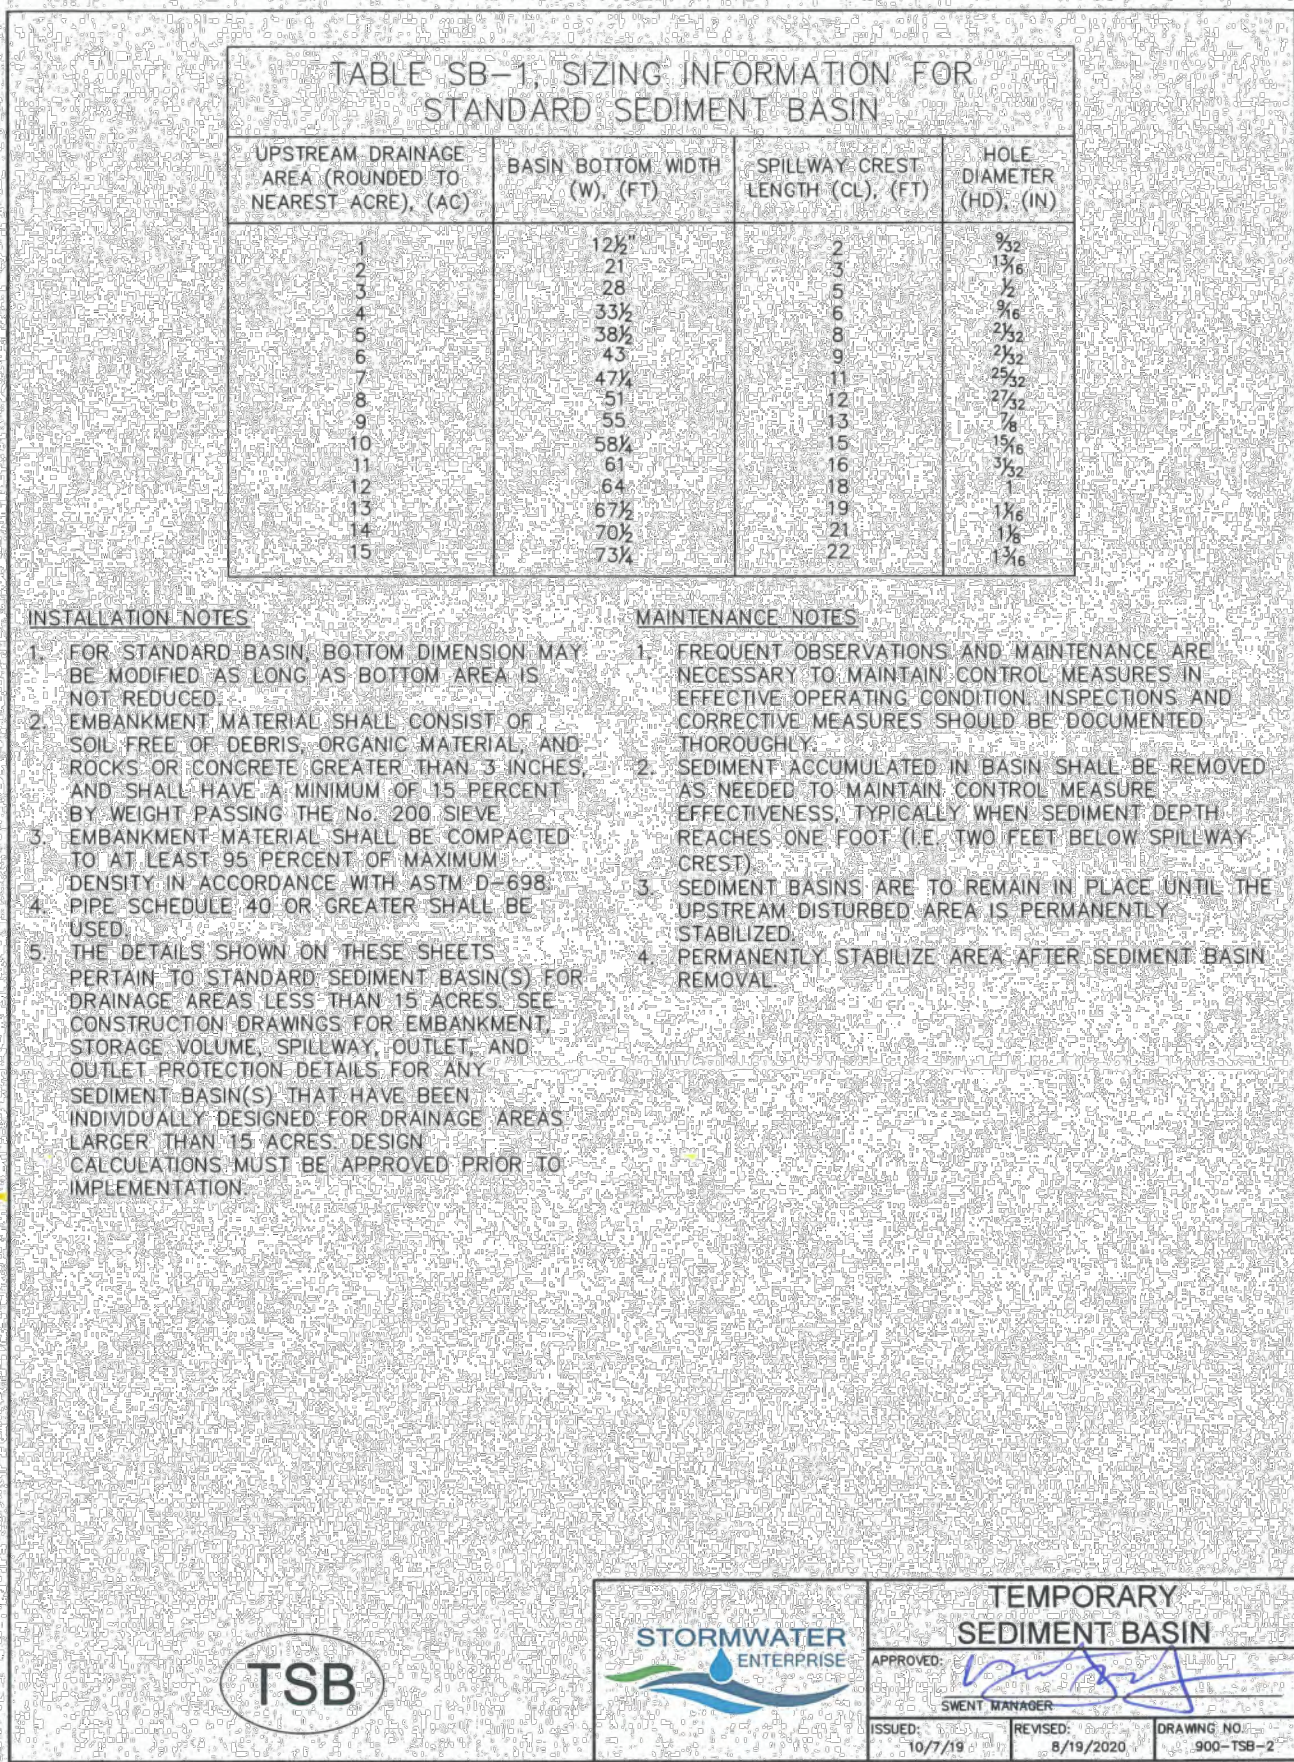 TABLE SB-1, SIZING INFORMATION FOR
STANDARD SEDIMENT BASIN
UPSTREAM DRAINAGE
AREA (ROUNDED TO
NEAREST ACRE), (AC)
BASIN BOTTOM WIDTH
(W), (FT)
SPILLWAY CREST
LENGTH (CL), (FT)
HOLE
DIAMETER
(HD), (IN)
1 12½" 2 9/32
2 21 3 13/16
3 28 5 ½
4 33½ 6 9/16
5 38½ 8 21/32
6 43 9 21/32
7 47¼ 11 25/32
8 51 12 27/32
9 55 13 7/8
10 58¼ 15 15/16
11 61 16 31/32
12 64 18 1
13 67½ 19 1 1/16
14 70½ 21 1 1/8
15 73¼ 22 1 3/16
INSTALLATION NOTES
1. FOR STANDARD BASIN, BOTTOM DIMENSION MAY
BE MODIFIED AS LONG AS BOTTOM AREA IS
NOT REDUCED.
2. EMBANKMENT MATERIAL SHALL CONSIST OF
SOIL FREE OF DEBRIS, ORGANIC MATERIAL, AND
ROCKS OR CONCRETE GREATER THAN 3 INCHES,
AND SHALL HAVE A MINIMUM OF 15 PERCENT
BY WEIGHT PASSING THE No. 200 SIEVE
3. EMBANKMENT MATERIAL SHALL BE COMPACTED
TO AT LEAST 95 PERCENT OF MAXIMUM
DENSITY IN ACCORDANCE WITH ASTM D-698.
4. PIPE SCHEDULE 40 OR GREATER SHALL BE
USED.
5. THE DETAILS SHOWN ON THESE SHEETS
PERTAIN TO STANDARD SEDIMENT BASIN(S) FOR
DRAINAGE AREAS LESS THAN 15 ACRES. SEE
CONSTRUCTION DRAWINGS FOR EMBANKMENT,
STORAGE VOLUME, SPILLWAY, OUTLET, AND
OUTLET PROTECTION DETAILS FOR ANY
SEDIMENT BASIN(S) THAT HAVE BEEN
INDIVIDUALLY DESIGNED FOR DRAINAGE AREAS
LARGER THAN 15 ACRES. DESIGN
CALCULATIONS MUST BE APPROVED PRIOR TO
IMPLEMENTATION.
MAINTENANCE NOTES
1. FREQUENT OBSERVATIONS AND MAINTENANCE ARE
NECESSARY TO MAINTAIN CONTROL MEASURES IN
EFFECTIVE OPERATING CONDITION. INSPECTIONS AND
CORRECTIVE MEASURES SHOULD BE DOCUMENTED
THOROUGHLY.
2. SEDIMENT ACCUMULATED IN BASIN SHALL BE REMOVED
AS NEEDED TO MAINTAIN CONTROL MEASURE
EFFECTIVENESS, TYPICALLY WHEN SEDIMENT DEPTH
REACHES ONE FOOT (I.E. TWO FEET BELOW SPILLWAY
CREST)
3. SEDIMENT BASINS ARE TO REMAIN IN PLACE UNTIL THE
UPSTREAM DISTURBED AREA IS PERMANENTLY
STABILIZED.
4. PERMANENTLY STABILIZE AREA AFTER SEDIMENT BASIN
REMOVAL.
TSB
STORMWATER
ENTERPRISE
TEMPORARY
SEDIMENT BASIN
APPROVED:
SWENT MANAGER
ISSUED:
10/7/19
REVISED:
8/19/2020
DRAWING NO.
900-TSB-2